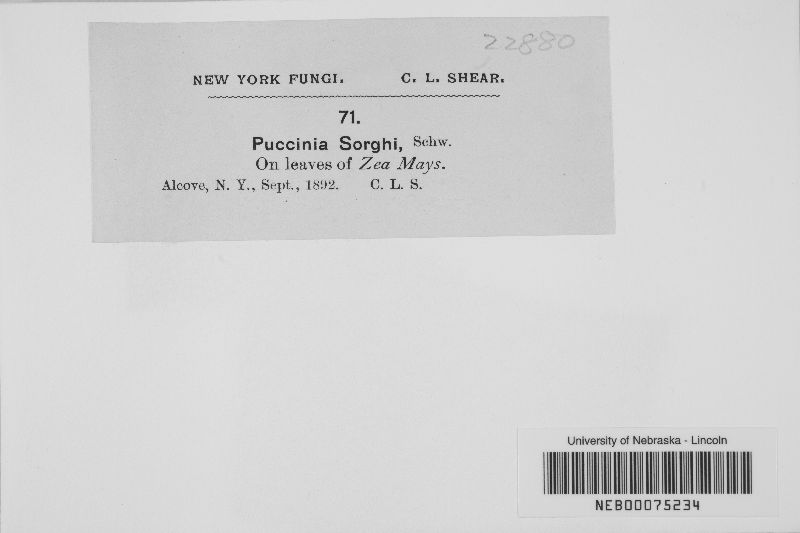 22880
NEW YORK FUNGI. C. L. SHEAR.
71.
Puccinia Sorghi, Schw.
On leaves of Zea Mays.
Alcove, N. Y., Sept., 1892. C. L. S.
University of Nebraska - Lincoln
NEB00075234